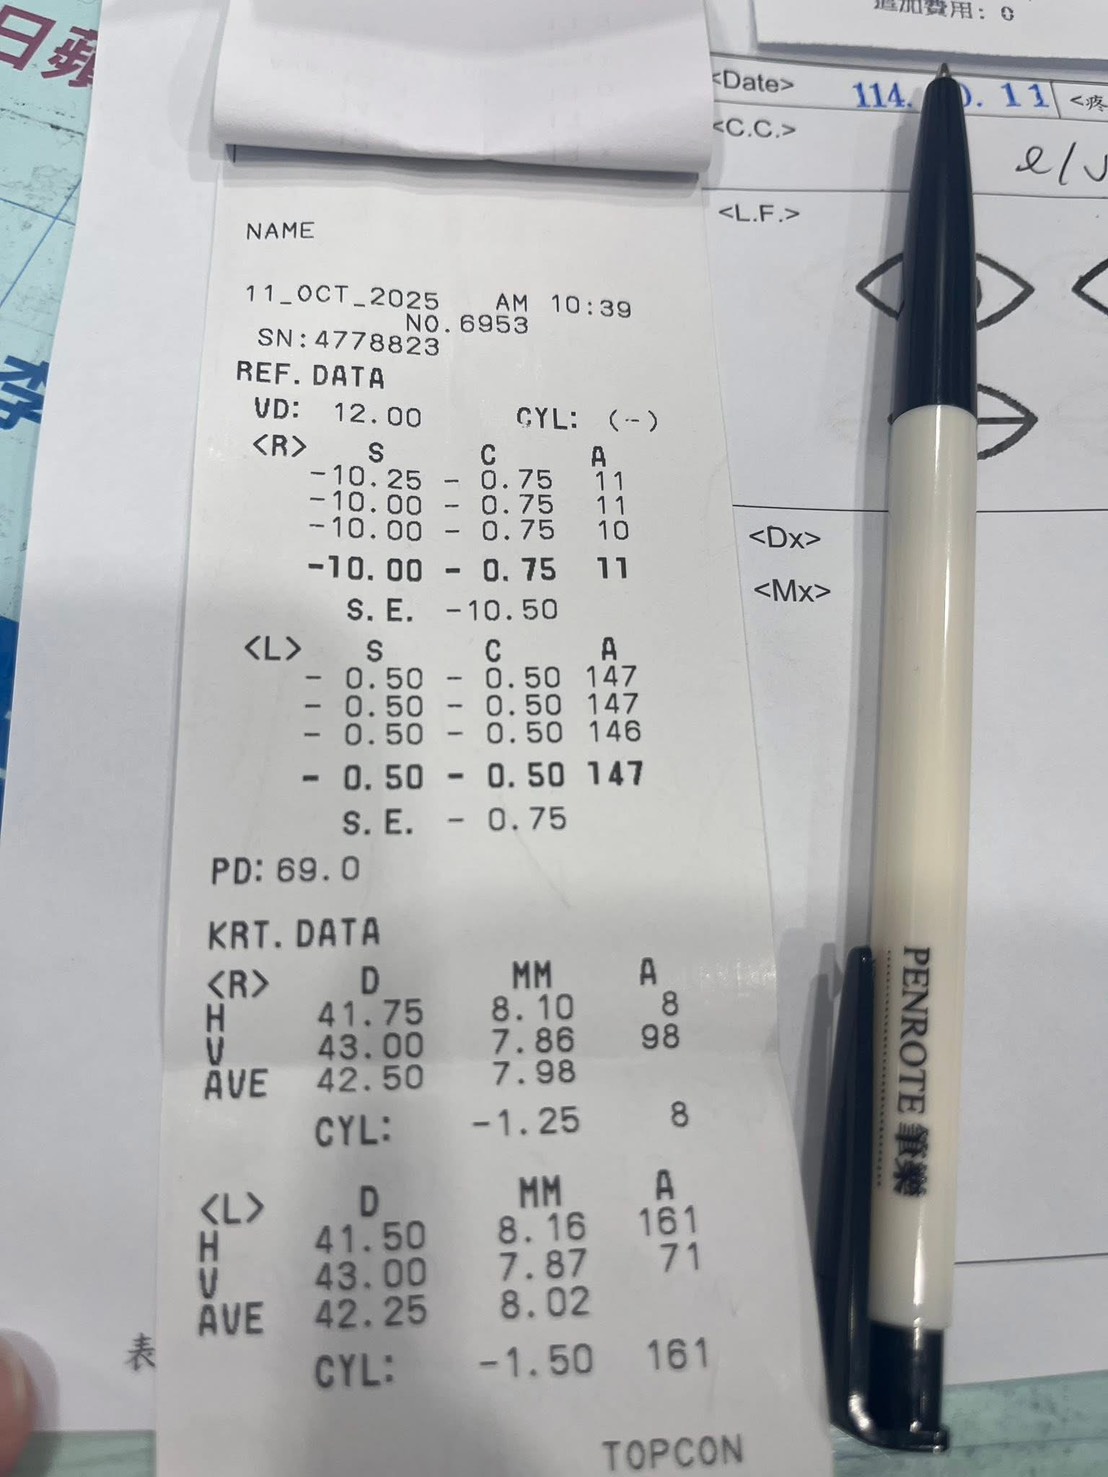 日蘋
李
追加費用: 0
<Date> 114. 0. 11 <疼
<C.C.>
e/
<L.F.>
<Dx>
<Mx>
NAME
11_OCT_2025 AM 10:39
NO.6953
SN:4778823
REF.DATA
VD: 12.00 CYL: (-)
<R> S C A
-10.25 - 0.75 11
-10.00 - 0.75 11
-10.00 - 0.75 10
-10.00 - 0.75 11
S.E. -10.50
<L> S C A
- 0.50 - 0.50 147
- 0.50 - 0.50 147
- 0.50 - 0.50 146
- 0.50 - 0.50 147
S.E. - 0.75
PD: 69.0
KRT.DATA
<R> D MM A
H 41.75 8.10 8
V 43.00 7.86 98
AVE 42.50 7.98
CYL: -1.25 8
<L> D MM A
H 41.50 8.16 161
V 43.00 7.87 71
AVE 42.25 8.02
CYL: -1.50 161
TOPCON
表
PENROTE 筆樂